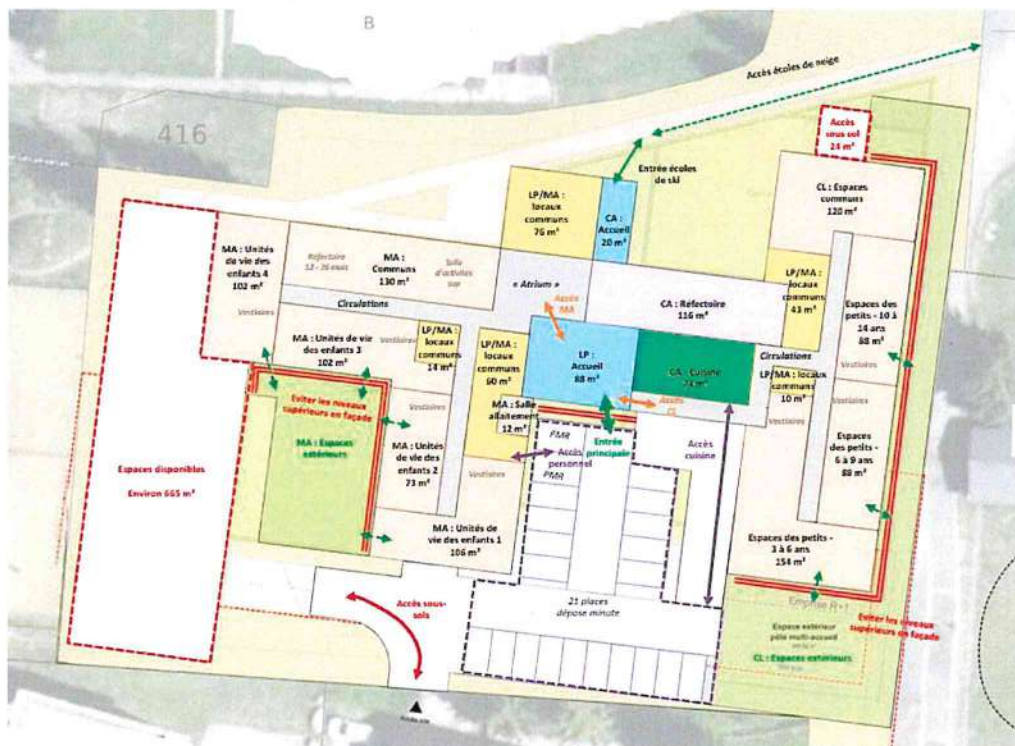 B
416
Accès écoles de neige
Entrée écoles
de ski
Accès
sous sol
24 m²
CL : Espaces
communs
120 m²
LP/MA :
locaux
communs
76 m²
CA :
Accueil
20 m²
MA : Unités
de vie des
enfants 4
102 m²
Vestiaires
Réfectoire
MA :
Communs
130 m²
Salle
d'activités
sup
« Atrium »
Circulations
Accès
MA
CA : Réfectoire
116 m²
LP/MA :
locaux
communs
43 m²
Espaces des
petits - 10 à
14 ans
88 m²
Vestiaires
MA : Unités de vie
des enfants 3
102 m²
Vestiaires
LP/MA :
locaux
communs
14 m²
LP/MA :
locaux
communs
60 m²
LP :
Accueil
88 m²
CA : Cuisine
Circulations
LP/MA : locaux
communs
10 m²
Vestiaires
Vestiaires
Eviter les niveaux
supérieurs en façade
MA : Espaces
extérieurs
Vestiaires
MA : Unités
de vie des
enfants 2
73 m²
MA : Salle
allaitement
12 m²
Accès
CL
PMR
PMR
Accès
personnel
Vestiaires
Entrée
principale
Accès
cuisine
Espaces des
petits -
6 à 9 ans
88 m²
Espaces disponibles
Environ 665 m²
MA : Unités de
vie des enfants 1
106 m²
Espaces des petits -
3 à 6 ans
154 m²
Accès sous-
sols
21 places
dépose minute
Emprise R+1
Eviter les niveaux
supérieurs en façade
Espace extérieur
pôle multi-accueil
CL : Espaces extérieurs